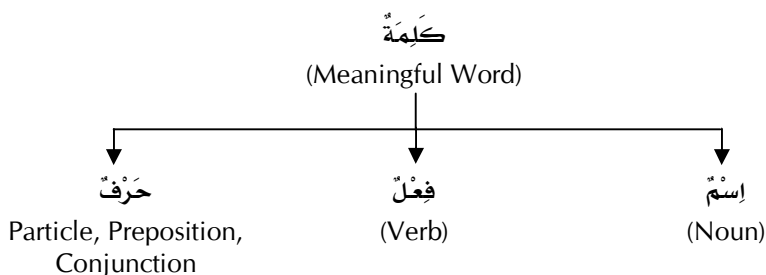 كَلِمَةٌ
(Meaningful Word)
حَرْفٌ فِعْلٌ اِسْمٌ
Particle, Preposition, (Verb) (Noun)
Conjunction